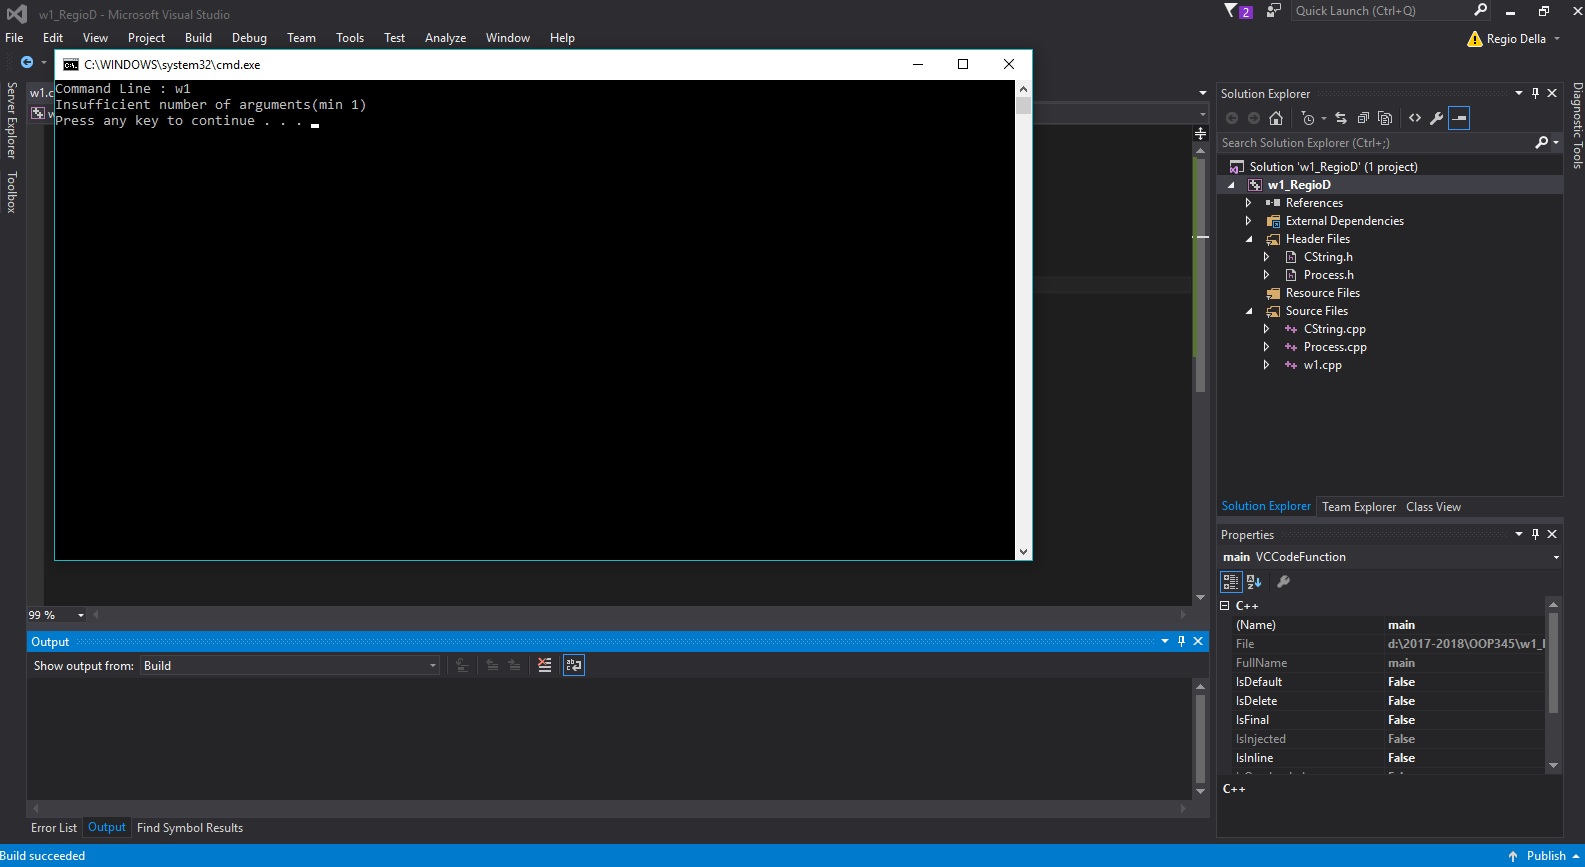 w1_RegioD - Microsoft Visual Studio
2
Quick Launch (Ctrl+Q)
File Edit View Project Build Debug Team Tools Test Analyze Window Help
Regio Della
C:\WINDOWS\system32\cmd.exe
Command Line : w1
Insufficient number of arguments(min 1)
Press any key to continue . . .
w1.c
w
Server Explorer
Toolbox
Solution Explorer
Search Solution Explorer (Ctrl+;)
Solution 'w1_RegioD' (1 project)
w1_RegioD
References
External Dependencies
Header Files
CString.h
Process.h
Resource Files
Source Files
CString.cpp
Process.cpp
w1.cpp
Diagnostic Tools
Solution Explorer Team Explorer Class View
Properties
main VCCodeFunction
C++
(Name) main
File d:\2017-2018\OOP345\w1_
FullName main
IsDefault False
IsDelete False
IsFinal False
IsInjected False
IsInline False
C++
99 %
Output
Show output from: Build
Error List Output Find Symbol Results
Build succeeded
Publish